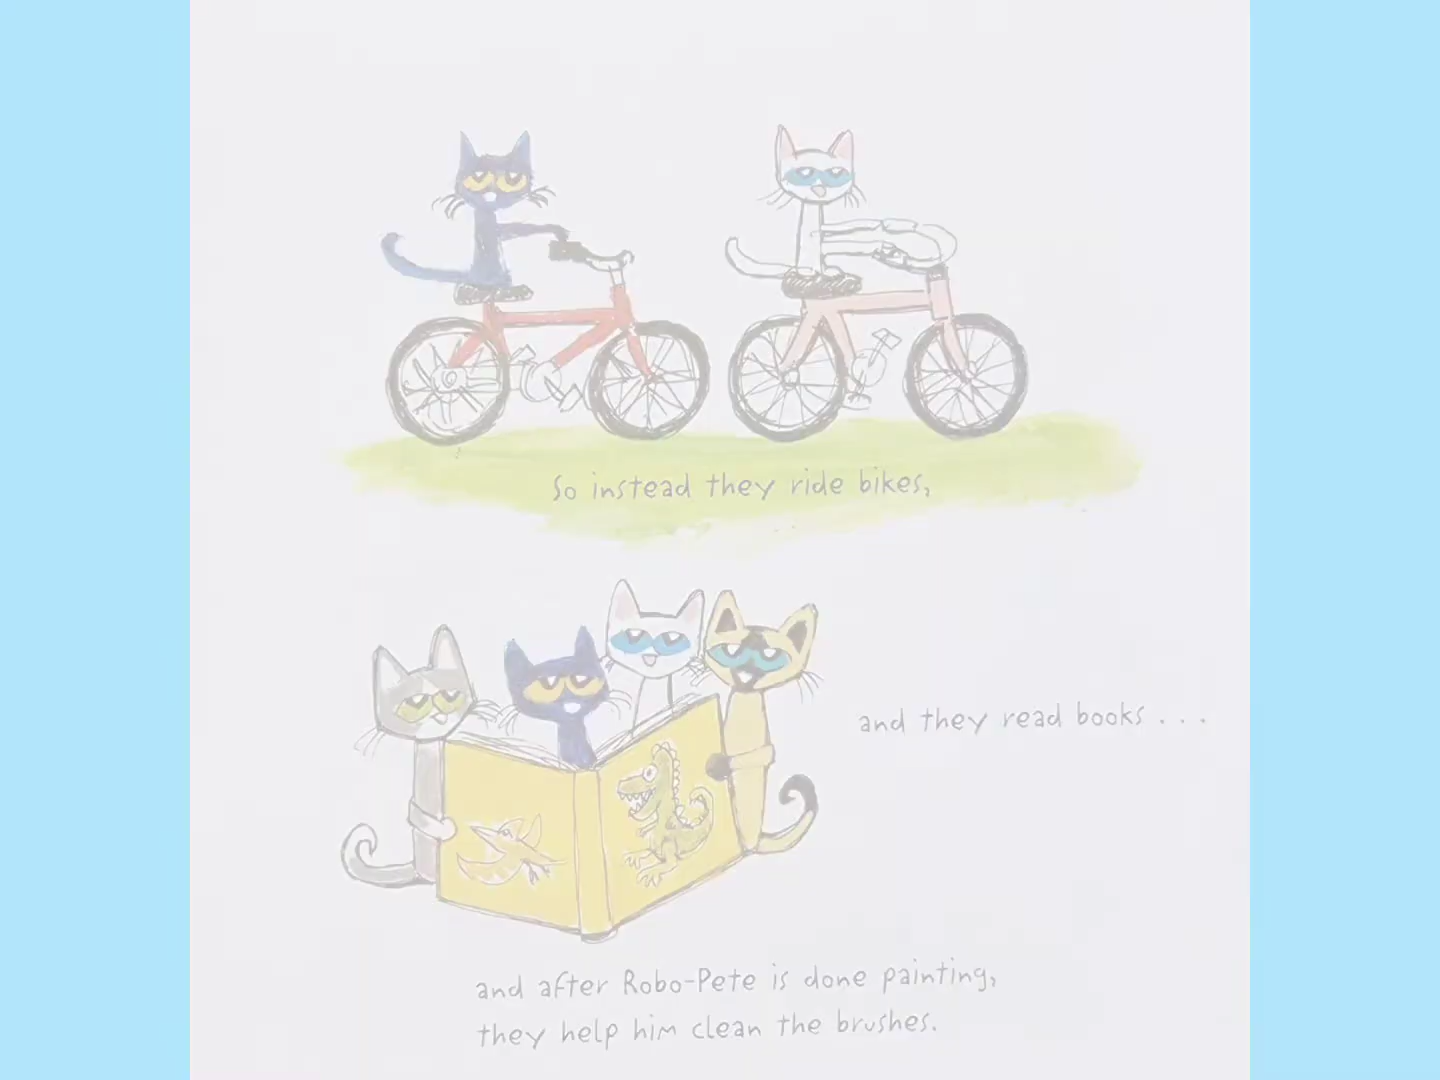 So instead they ride bikes,
and they read books . . .
and after Robo-Pete is done painting,
they help him clean the brushes.